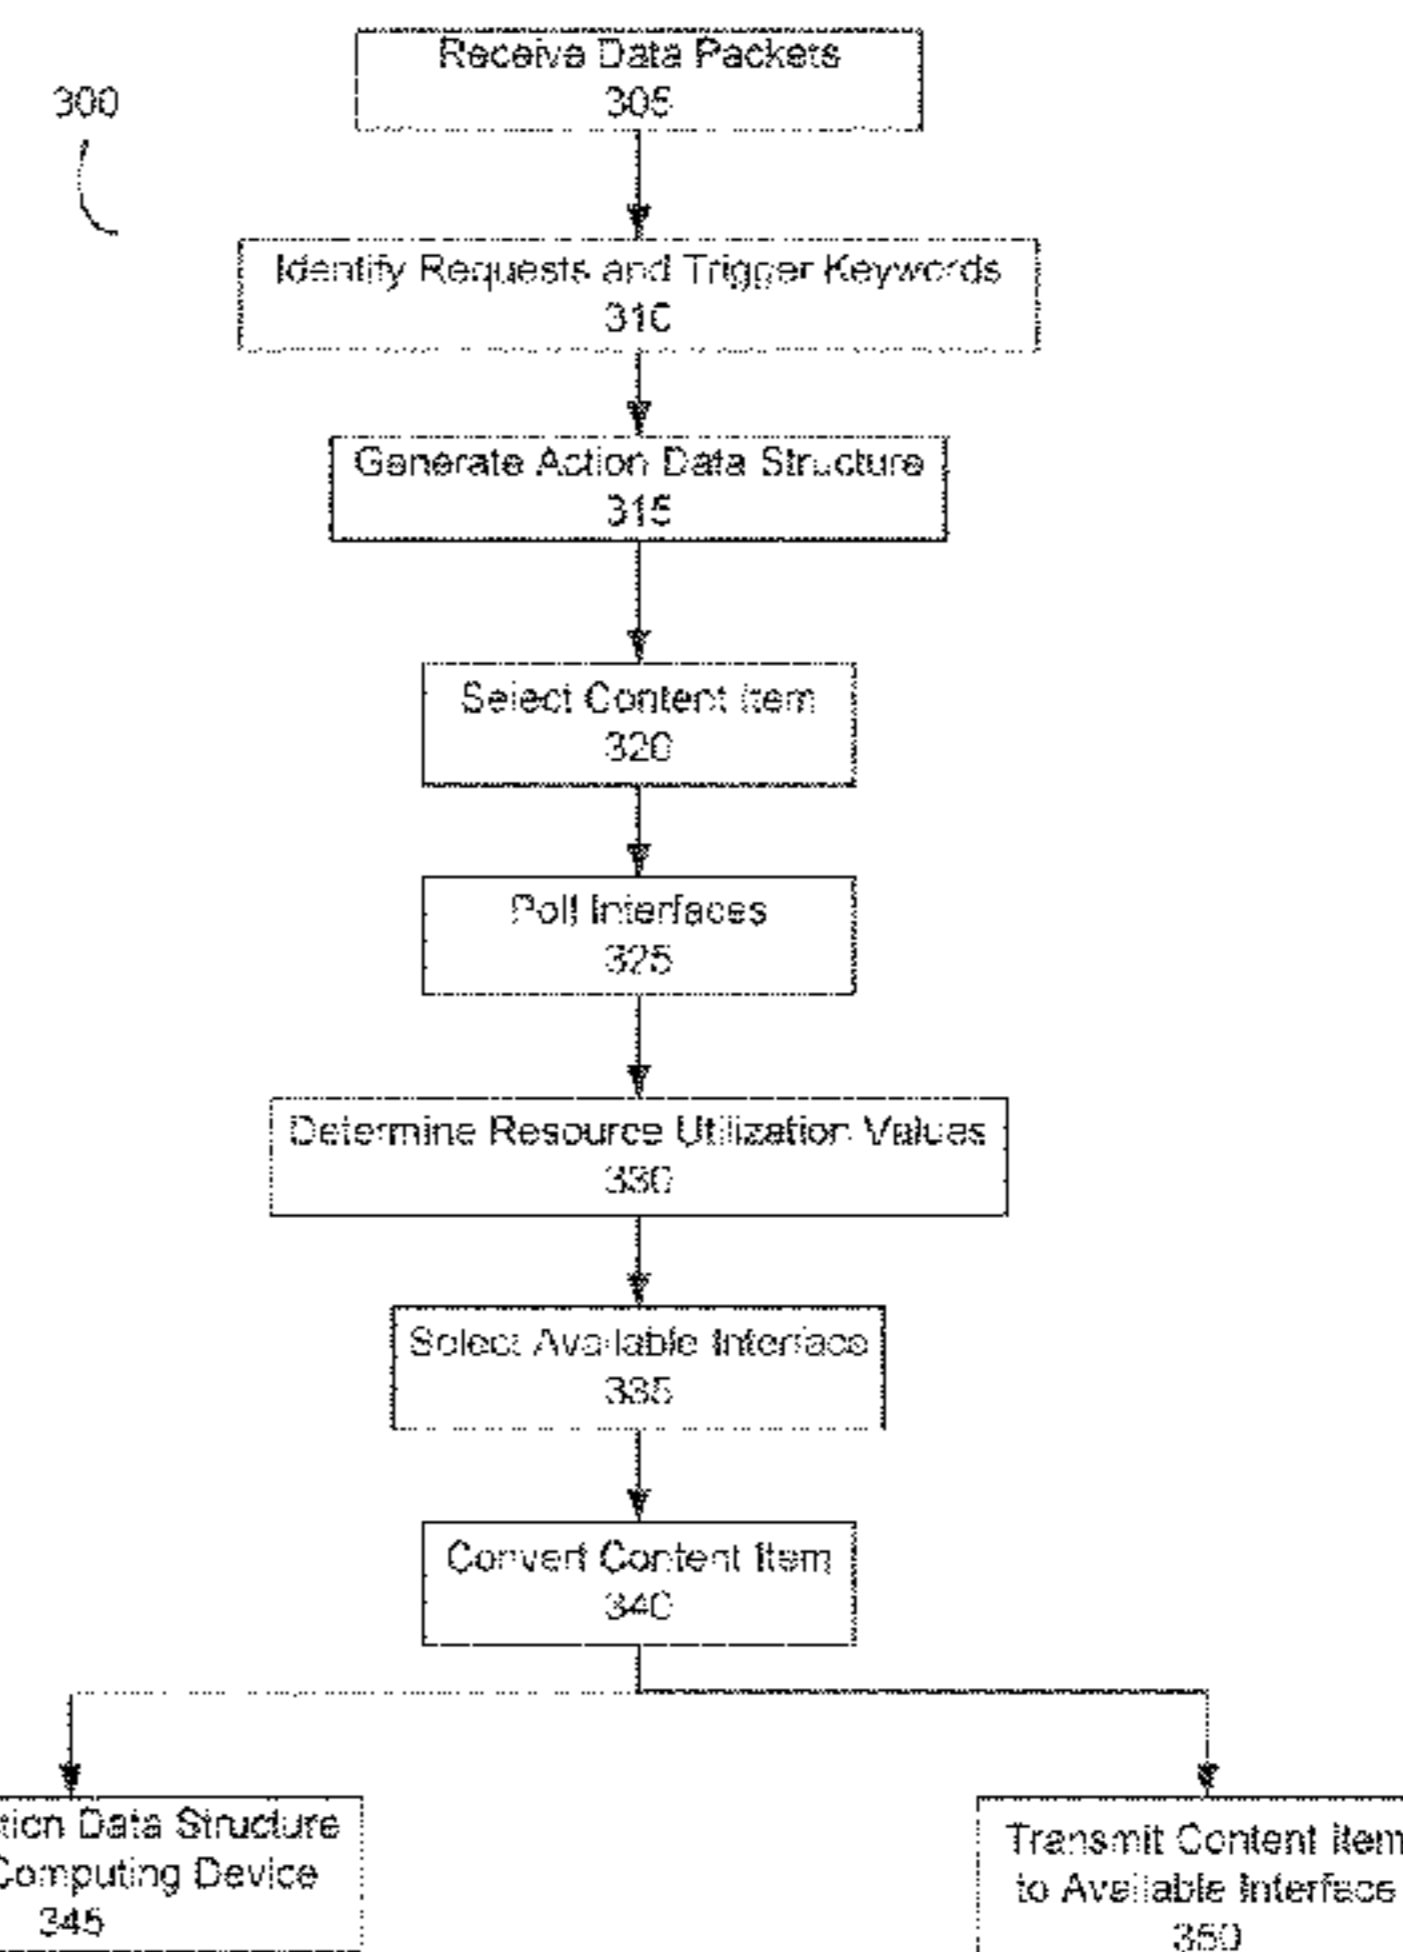 300
Receive Data Packets
305
Identify Requests and Trigger Keywords
310
Generate Action Data Structure
315
Select Content Item
320
Poll Interfaces
325
Determine Resource Utilization Values
330
Select Available Interface
335
Convert Content Item
340
tion Data Structure
Computing Device
345
Transmit Content Item
to Available Interface
350